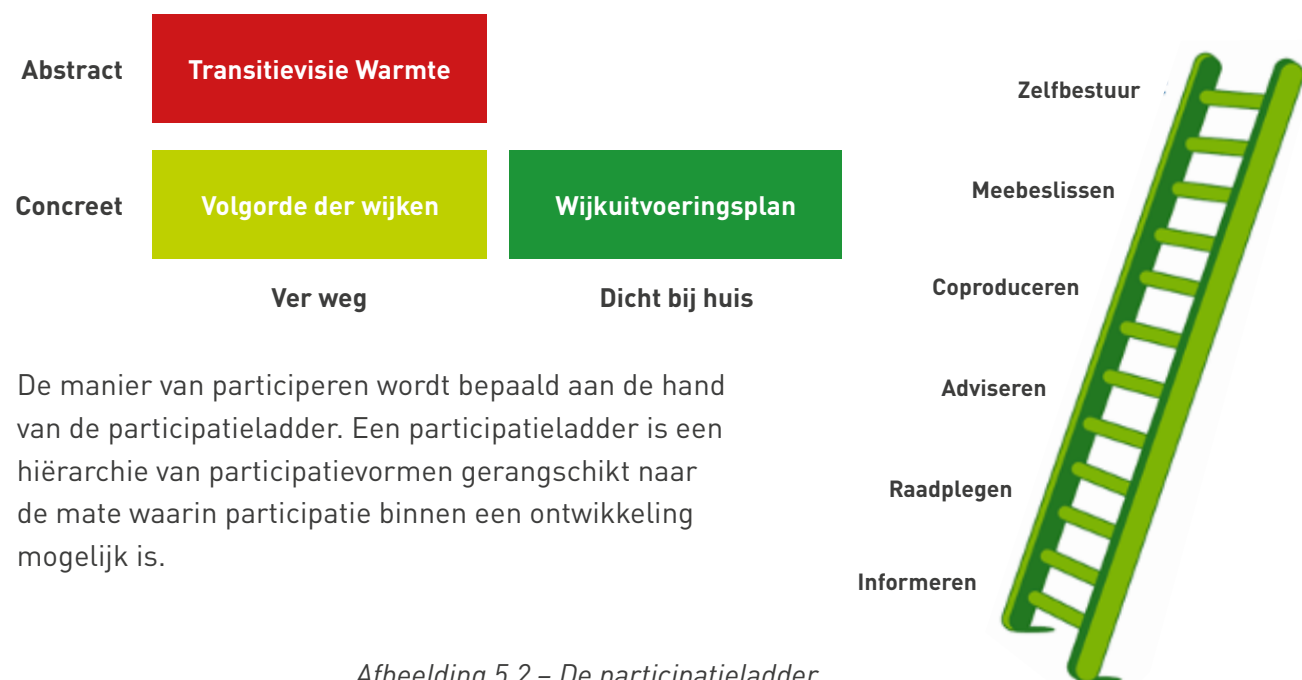 Abstract
Transitievisie Warmte
Concreet
Volgorde der wijken
Wijkuitvoeringsplan
Ver weg
Dicht bij huis
De manier van participeren wordt bepaald aan de hand
van de participatieladder. Een participatieladder is een
hiërarchie van participatievormen gerangschikt naar
de mate waarin participatie binnen een ontwikkeling
mogelijk is.
Zelfbestuur
Meebeslissen
Coproduceren
Adviseren
Raadplegen
Informeren
Afbeelding 5.2 – De participatieladder